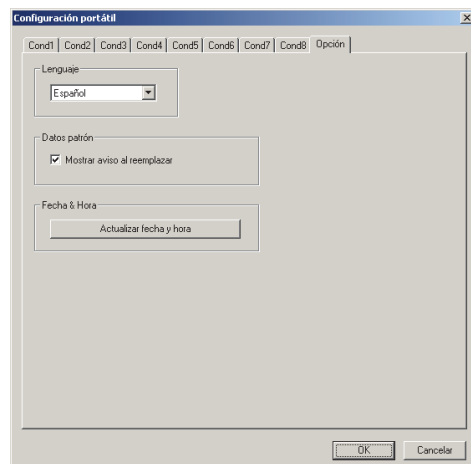 Configuración portátil
Cond1 Cond2 Cond3 Cond4 Cond5 Cond6 Cond7 Cond8 Opción
Lenguaje
Español
Datos patrón
Mostrar aviso al reemplazar
Fecha & Hora
Actualizar fecha y hora
OK Cancelar